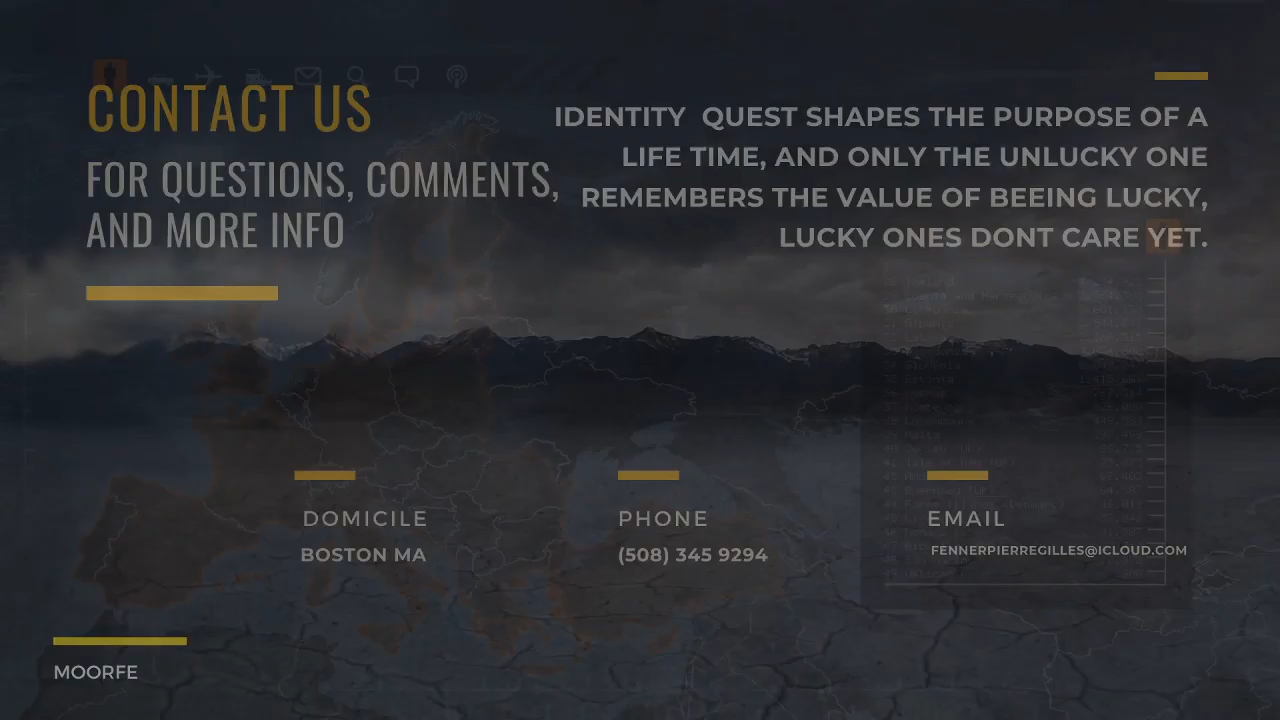 CONTACT US
FOR QUESTIONS, COMMENTS,
AND MORE INFO
IDENTITY QUEST SHAPES THE PURPOSE OF A
LIFE TIME, AND ONLY THE UNLUCKY ONE
REMEMBERS THE VALUE OF BEEING LUCKY,
LUCKY ONES DONT CARE YET.
DOMICILE
BOSTON MA
PHONE
(508) 345 9294
EMAIL
FENNERPIERREGILLES@ICLOUD.COM
MOORFE